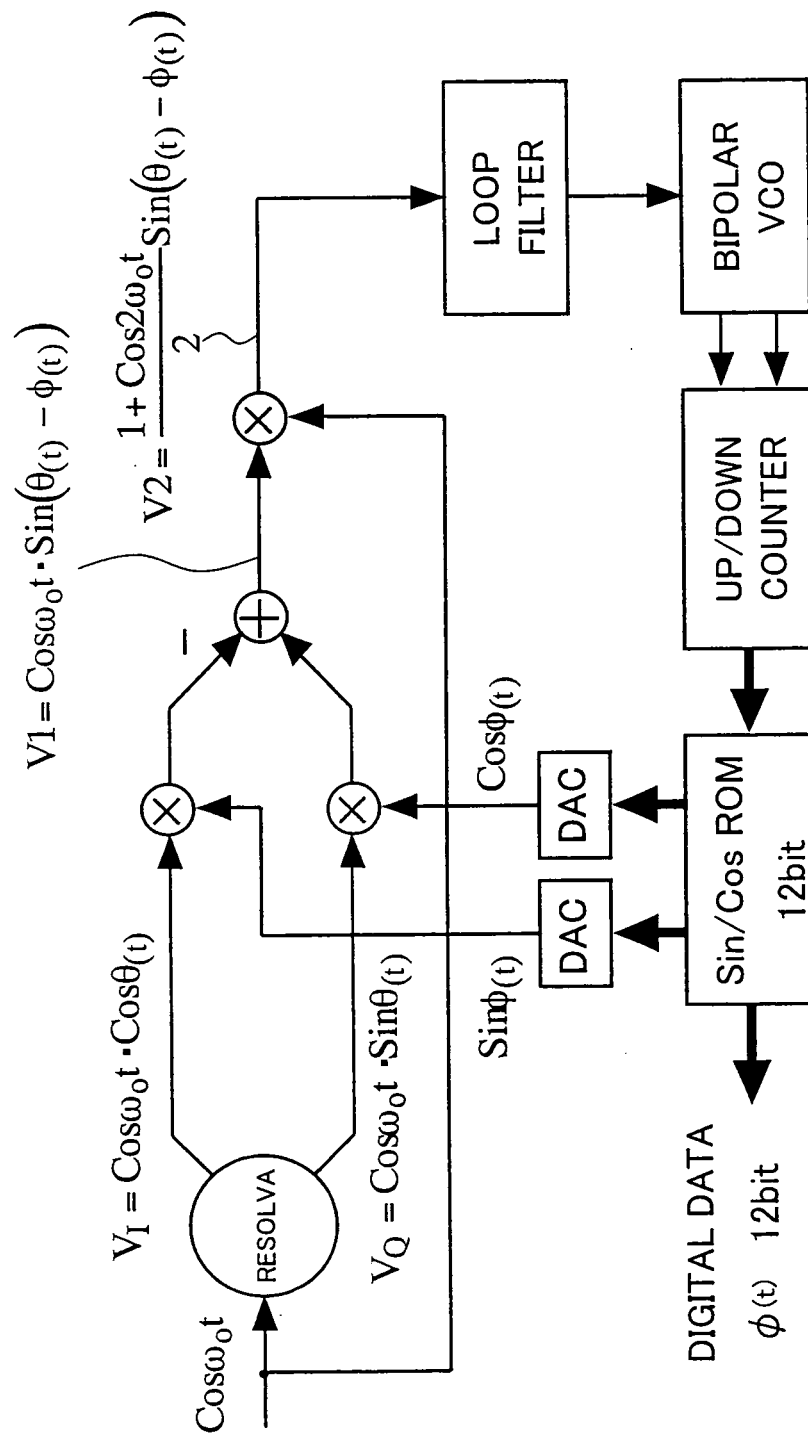 Cosω₀t
RESOLVA
V_I = Cosω₀t · Cosθ(t)
V_Q = Cosω₀t · Sinθ(t)
−
V1 = Cosω₀t · Sin(θ(t) − ϕ(t))
V2 = (1 + Cos2ω₀t)/2 Sin(θ(t) − ϕ(t))
Sinϕ(t)
Cosϕ(t)
DAC
DAC
LOOP
FILTER
BIPOLAR
VCO
UP/DOWN
COUNTER
Sin/Cos ROM
12bit
DIGITAL DATA
ϕ(t) 12bit